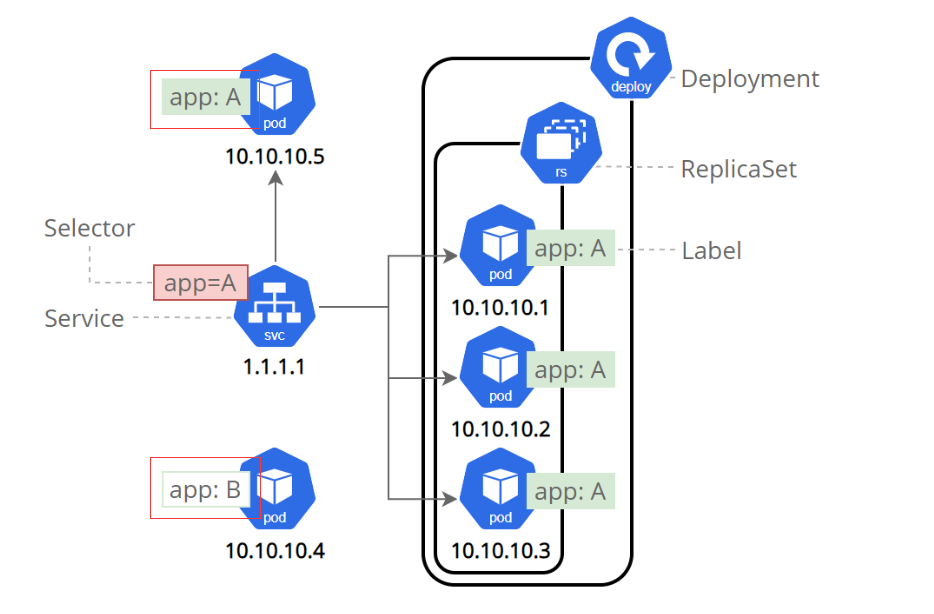 deploy
Deployment
app: A
pod
10.10.10.5
rs
ReplicaSet
Selector
app=A
Service
svc
1.1.1.1
app: A
Label
pod
10.10.10.1
app: A
pod
10.10.10.2
app: B
pod
10.10.10.4
app: A
pod
10.10.10.3